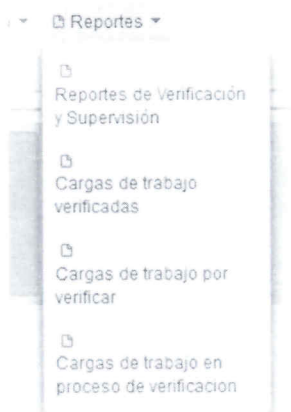 Reportes
Reportes de Verificación
y Supervisión
Cargas de trabajo
verificadas
Cargas de trabajo por
verificar
Cargas de trabajo en
proceso de verificacion